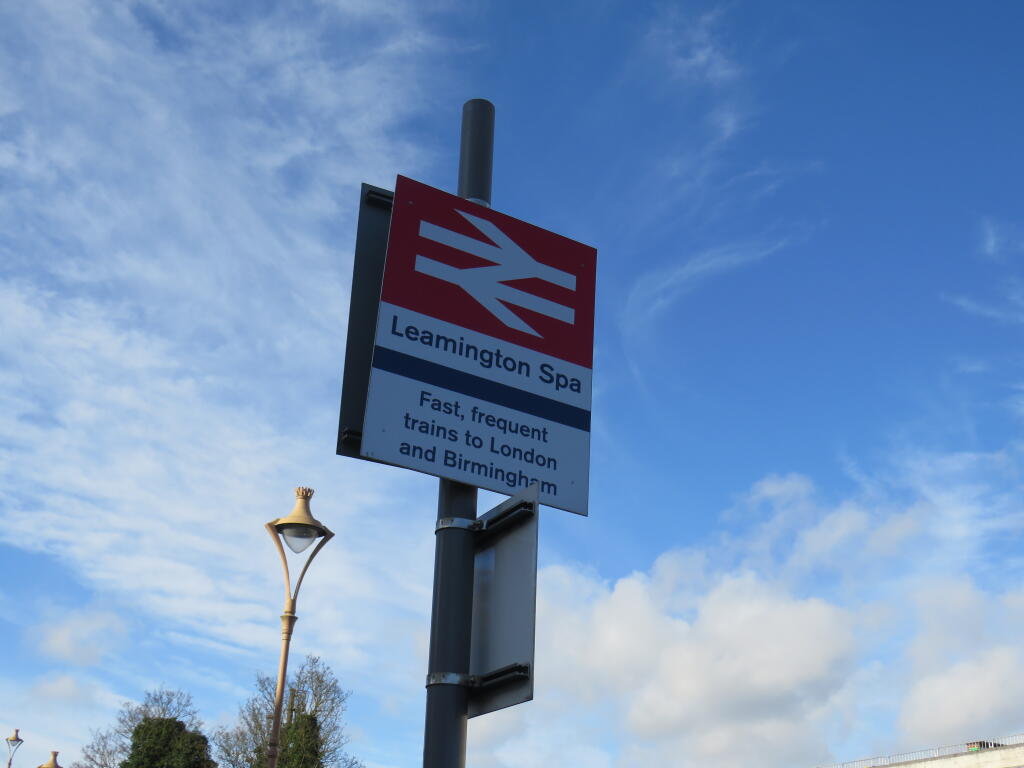 Leamington Spa
Fast, frequent
trains to London
and Birmingham